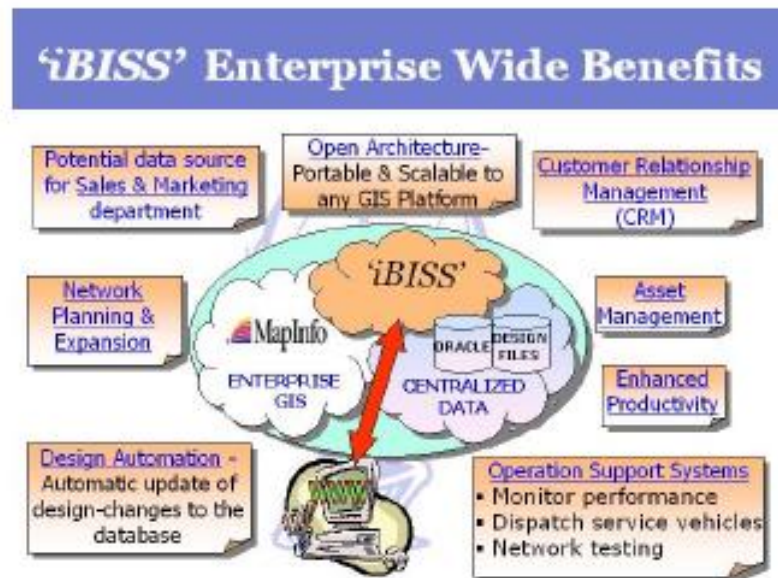 ‘iBISS’ Enterprise Wide Benefits
Potential data source
for Sales & Marketing
department
Open Architecture-
Portable & Scalable to
any GIS Platform
Customer Relationship
Management
(CRM)
Network
Planning &
Expansion
‘iBISS’
MapInfo
ENTERPRISE
GIS
ORACLE
DESIGN
FILES
CENTRALIZED
DATA
Asset
Management
Enhanced
Productivity
Design Automation -
Automatic update of
design-changes to the
database
WWW
Operation Support Systems
▪ Monitor performance
▪ Dispatch service vehicles
▪ Network testing